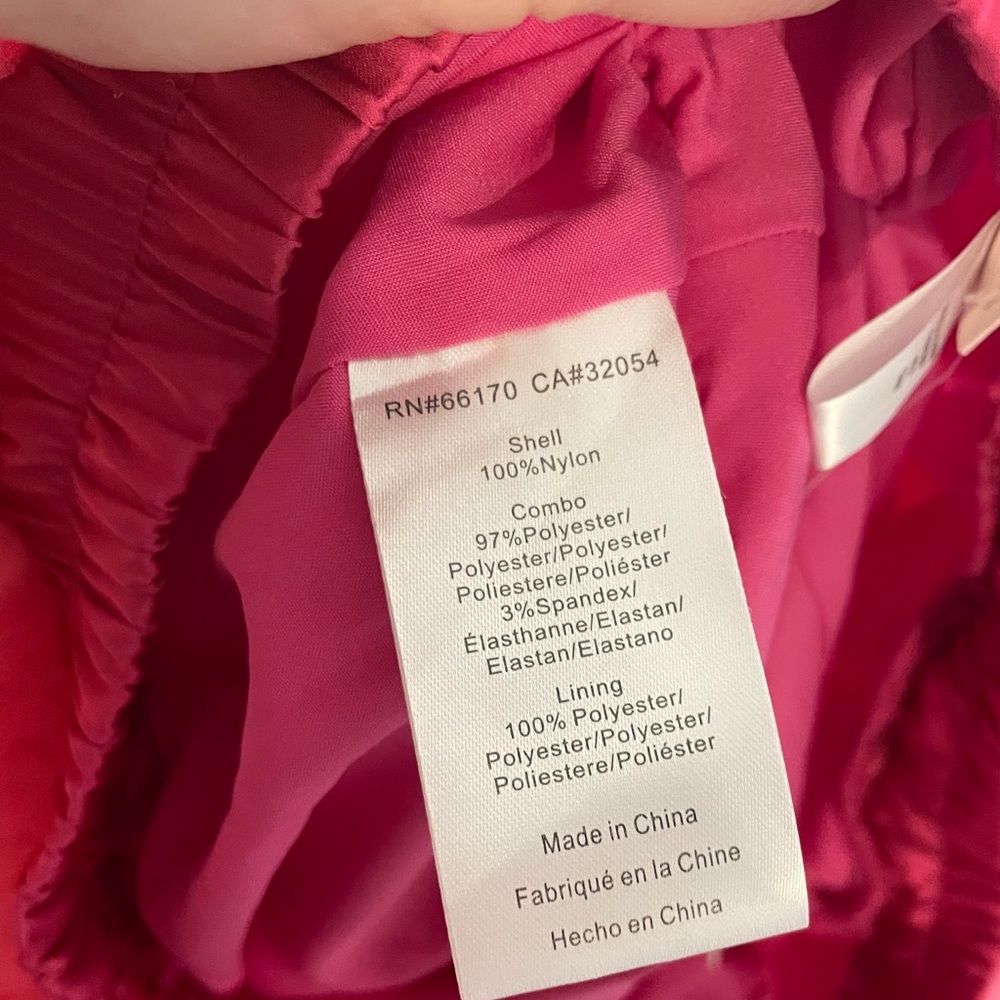 RN#66170 CA#32054
Shell
100%Nylon
Combo
97%Polyester/
Polyester/Polyester/
Poliestere/Poliéster
3%Spandex/
Élasthanne/Elastan/
Elastan/Elastano
Lining
100% Polyester/
Polyester/Polyester/
Poliestere/Poliéster
Made in China
Fabriqué en la Chine
Hecho en China